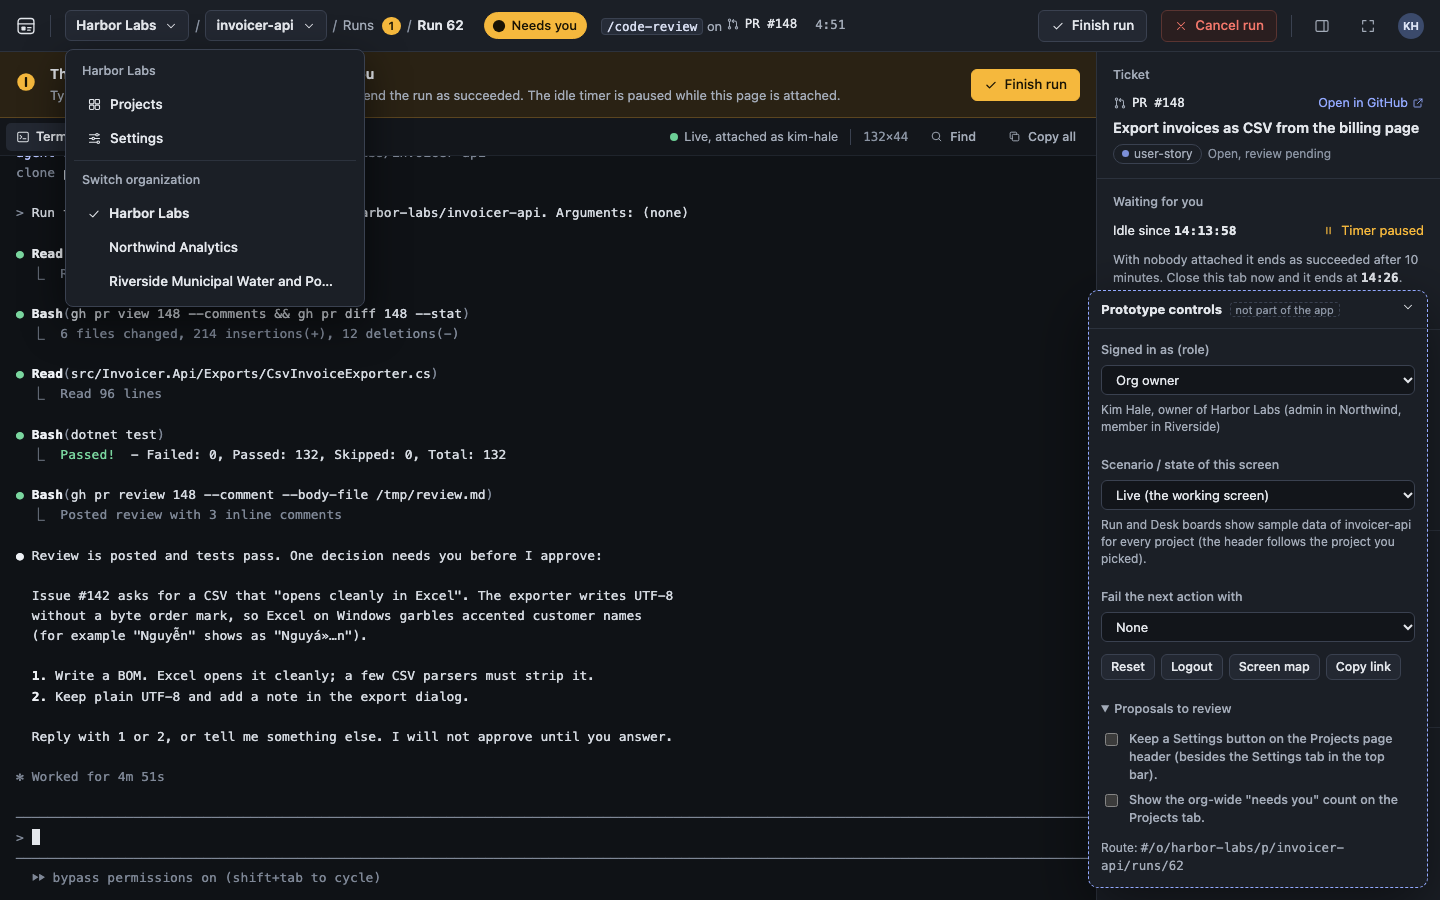 Harbor Labs / invoicer-api / Runs 1 / Run 62 Needs you /code-review on PR #148 4:51 Finish run Cancel run KH
Harbor Labs
Projects
Settings
Switch organization
Harbor Labs
Northwind Analytics
Riverside Municipal Water and Po...
end the run as succeeded. The idle timer is paused while this page is attached.
Finish run
Live, attached as kim-hale 132×44 Find Copy all
clone
> Run
arbor-labs/invoicer-api. Arguments: (none)
Read
Bash(gh pr view 148 --comments && gh pr diff 148 --stat)
6 files changed, 214 insertions(+), 12 deletions(-)
Read(src/Invoicer.Api/Exports/CsvInvoiceExporter.cs)
Read 96 lines
Bash(dotnet test)
Passed! - Failed: 0, Passed: 132, Skipped: 0, Total: 132
Bash(gh pr review 148 --comment --body-file /tmp/review.md)
Posted review with 3 inline comments
Review is posted and tests pass. One decision needs you before I approve:
Issue #142 asks for a CSV that "opens cleanly in Excel". The exporter writes UTF-8
without a byte order mark, so Excel on Windows garbles accented customer names
(for example "Nguyễn" shows as "Nguyá»…n").
1. Write a BOM. Excel opens it cleanly; a few CSV parsers must strip it.
2. Keep plain UTF-8 and add a note in the export dialog.
Reply with 1 or 2, or tell me something else. I will not approve until you answer.
✻ Worked for 4m 51s
>
bypass permissions on (shift+tab to cycle)
Ticket
PR #148 Open in GitHub
Export invoices as CSV from the billing page
user-story Open, review pending
Waiting for you
Idle since 14:13:58 Timer paused
With nobody attached it ends as succeeded after 10
minutes. Close this tab now and it ends at 14:26.
Prototype controls not part of the app
Signed in as (role)
Org owner
Kim Hale, owner of Harbor Labs (admin in Northwind,
member in Riverside)
Scenario / state of this screen
Live (the working screen)
Run and Desk boards show sample data of invoicer-api
for every project (the header follows the project you
picked).
Fail the next action with
None
Reset Logout Screen map Copy link
▼ Proposals to review
Keep a Settings button on the Projects page
header (besides the Settings tab in the top
bar).
Show the org-wide "needs you" count on the
Projects tab.
Route: #/o/harbor-labs/p/invoicer-
api/runs/62